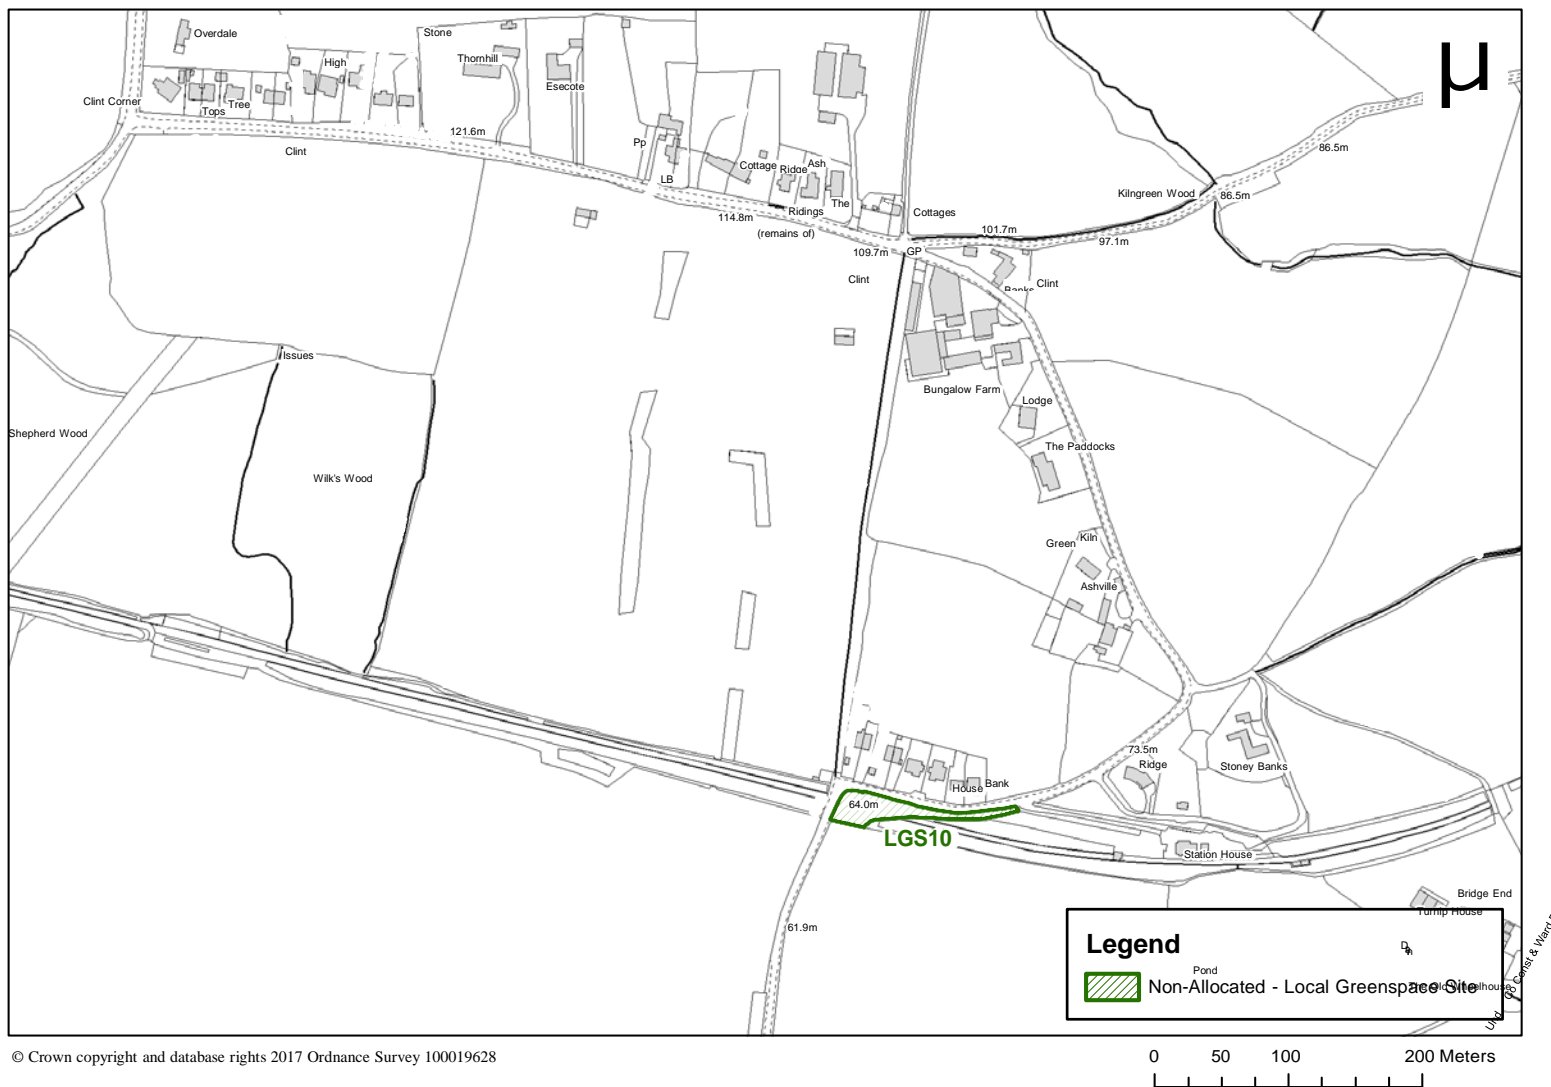 Overdale
Stone
µ
High
Thornhill
Esecote
Clint Corner
Tree
Tops
121.6m
Clint
Pp
Cottage
Ridge
Ash
LB
The
Ridings
114.8m
(remains of)
Cottages
101.7m
97.1m
Kilngreen Wood
86.5m
86.5m
109.7m
GP
Clint
Banks
Clint
Issues
Bungalow Farm
Lodge
Shepherd Wood
The Paddocks
Wilk's Wood
Green
Kiln
Ashville
73.5m
Ridge
Stoney Banks
House
Bank
64.0m
LGS10
Station House
Bridge End
Turnip House
61.9m
Legend
Pond
Non-Allocated - Local Greenspace Site
Und
Co Const & Ward
© Crown copyright and database rights 2017 Ordnance Survey 100019628
0 50 100 200 Meters